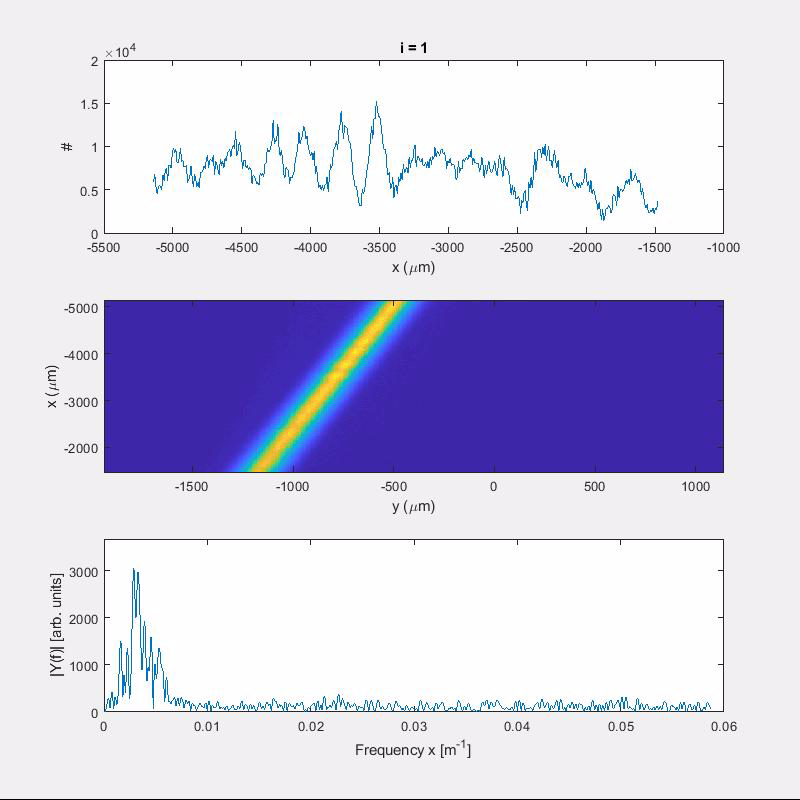 i = 1
×10^4
2
1.5
1
0.5
0
#
-5500 -5000 -4500 -4000 -3500 -3000 -2500 -2000 -1500 -1000
x (μm)
-5000
-4000
-3000
-2000
x (μm)
-1500 -1000 -500 0 500 1000
y (μm)
3000
2000
1000
0
|Y(f)| [arb. units]
0 0.01 0.02 0.03 0.04 0.05 0.06
Frequency x [m^-1]